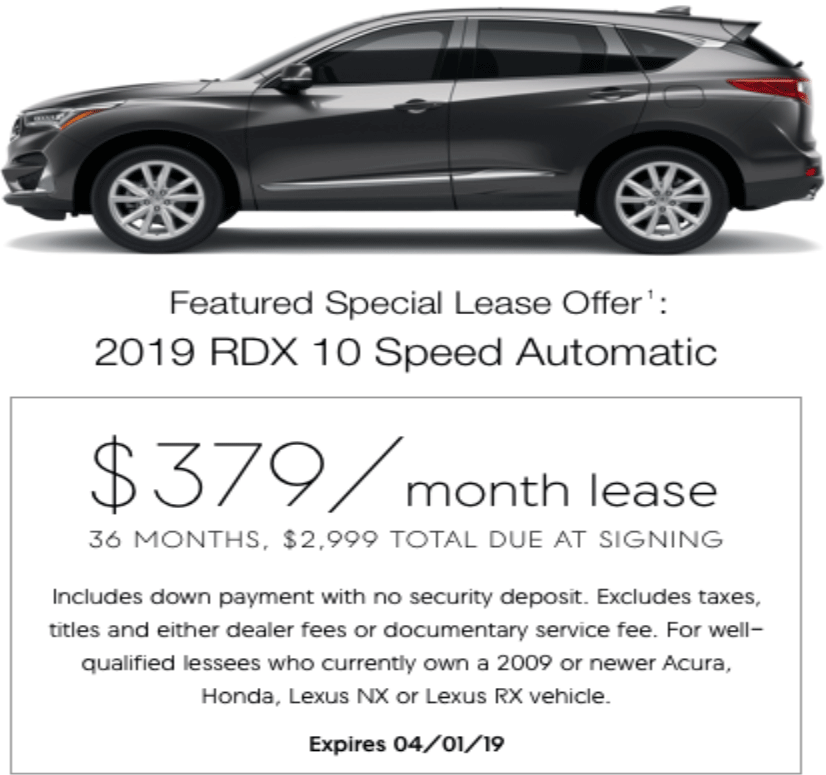 Featured Special Lease Offer¹:
2019 RDX 10 Speed Automatic
$379/month lease
36 MONTHS, $2,999 TOTAL DUE AT SIGNING
Includes down payment with no security deposit. Excludes taxes,
titles and either dealer fees or documentary service fee. For well-
qualified lessees who currently own a 2009 or newer Acura,
Honda, Lexus NX or Lexus RX vehicle.
Expires 04/01/19